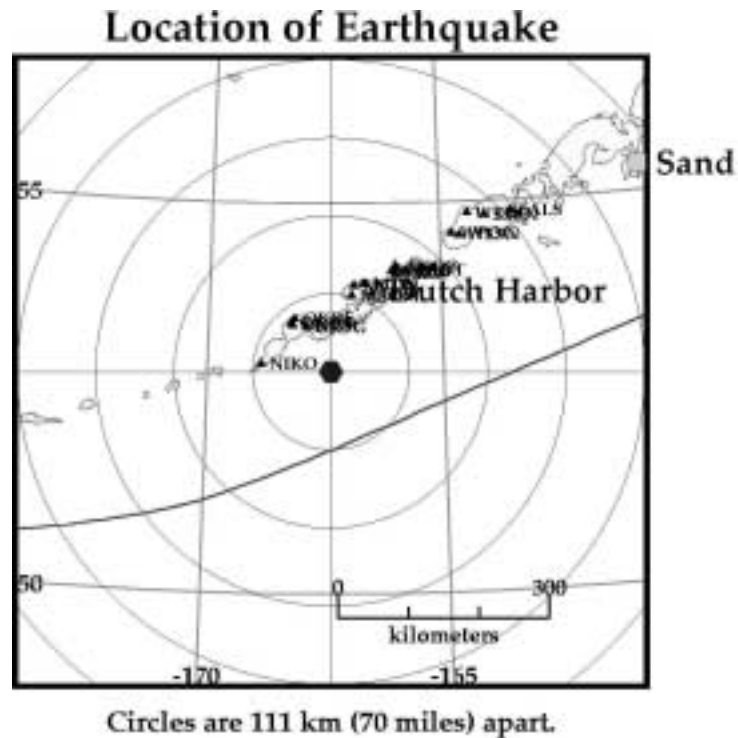 Location of Earthquake
Sand
55
Dutch Harbor
NIKO
50
0 300
kilometers
-170 -165
Circles are 111 km (70 miles) apart.